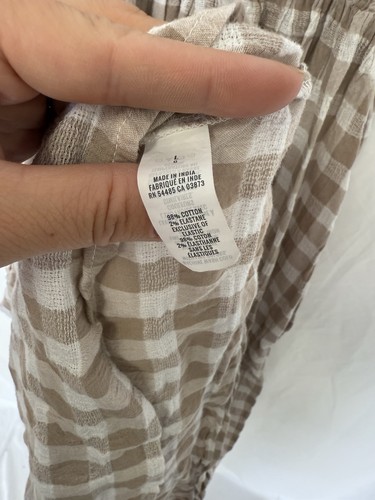 L
MADE IN INDIA
FABRIQUÉ EN INDE
RN 54485 CA 03873
98% COTTON
2% ELASTANE
EXCLUSIVE OF
ELASTIC
98% COTON
2% ÉLASTHANNE
SANS LES
ÉLASTIQUES